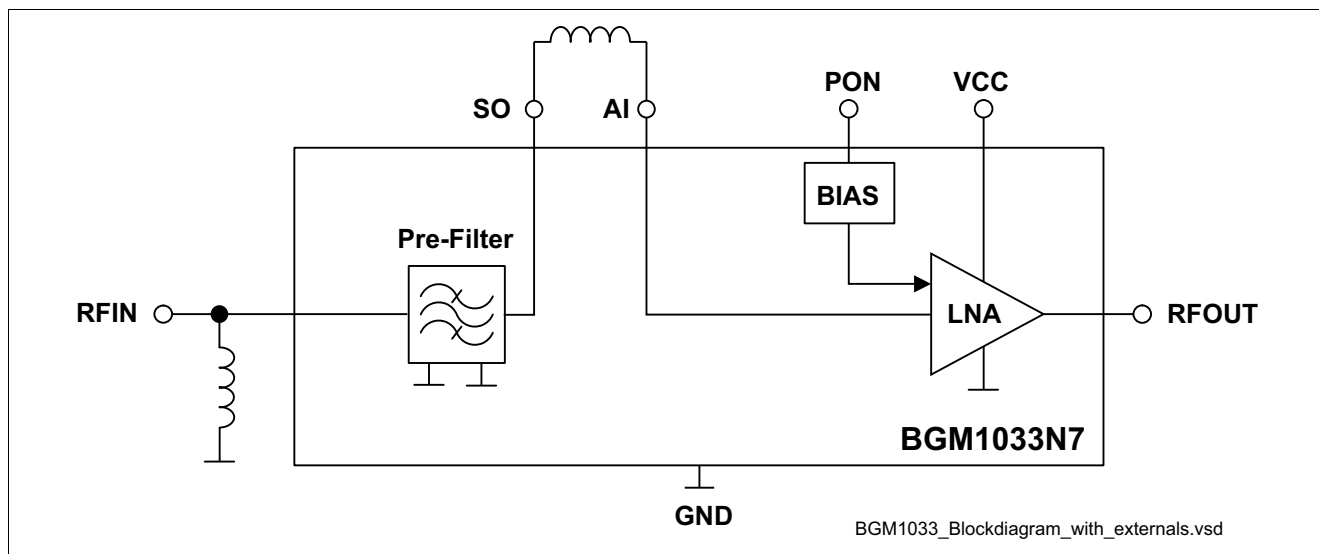 PON VCC
SO AI
BIAS
Pre-Filter
RFIN
LNA
RFOUT
BGM1033N7
GND
BGM1033_Blockdiagram_with_externals.vsd